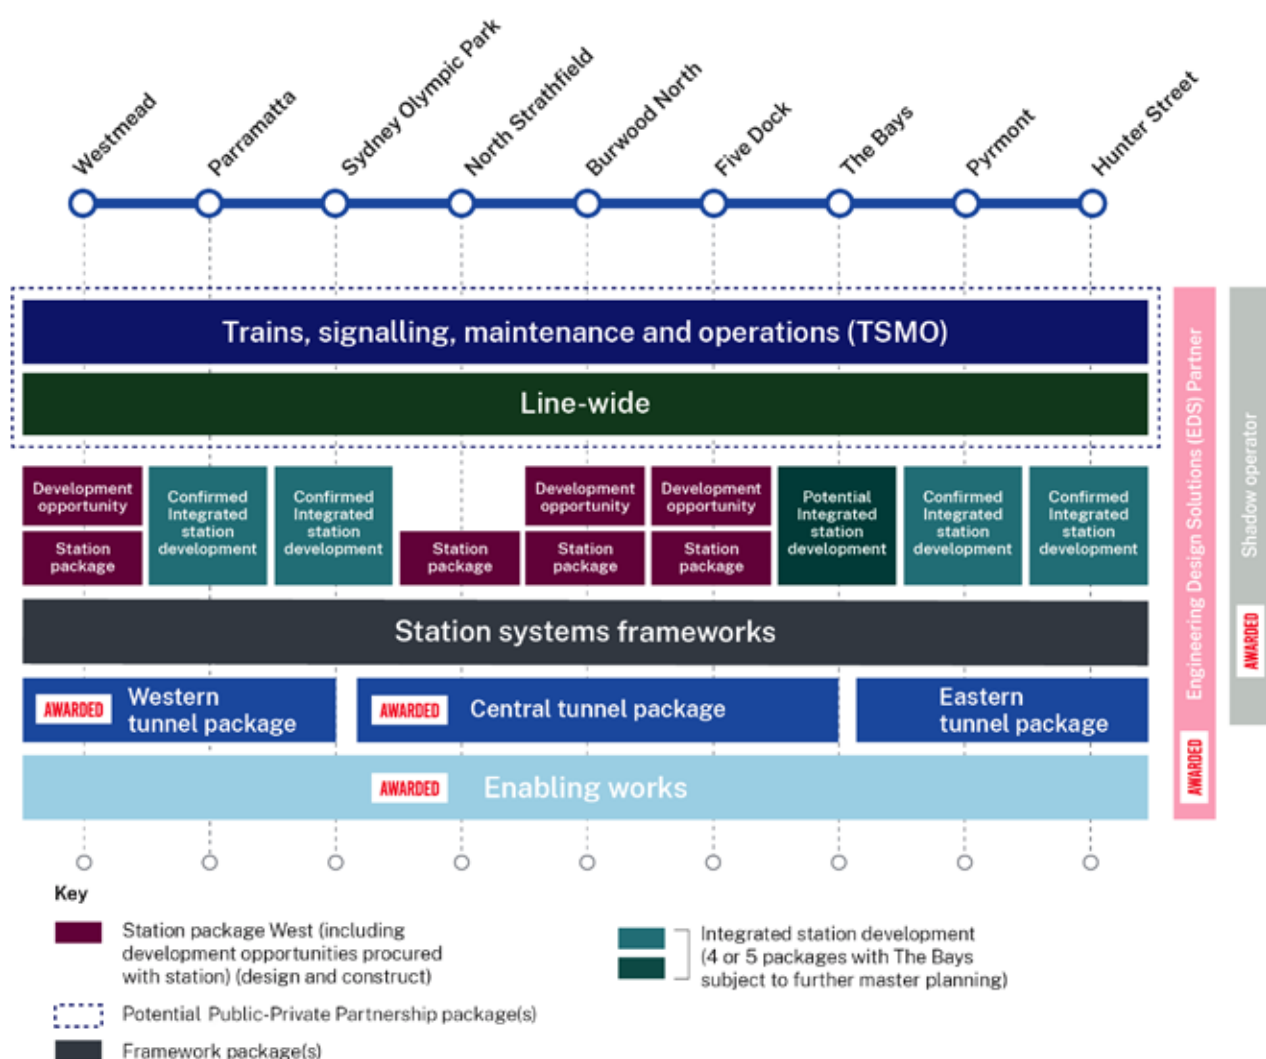 Westmead
Parramatta
Sydney Olympic Park
North Strathfield
Burwood North
Five Dock
The Bays
Pyrmont
Hunter Street
Trains, signalling, maintenance and operations (TSMO)
Line-wide
Development
opportunity
Station
package
Confirmed
Integrated
station
development
Confirmed
Integrated
station
development
Station
package
Development
opportunity
Station
package
Development
opportunity
Station
package
Potential
Integrated
station
development
Confirmed
Integrated
station
development
Confirmed
Integrated
station
development
Station systems frameworks
AWARDED
Western
tunnel package
AWARDED
Central tunnel package
Eastern
tunnel package
AWARDED
Enabling works
Engineering Design Solutions (EDS) Partner
AWARDED
Shadow operator
AWARDED
Key
Station package West (including
development opportunities procured
with station) (design and construct)
Potential Public-Private Partnership package(s)
Framework package(s)
Integrated station development
(4 or 5 packages with The Bays
subject to further master planning)